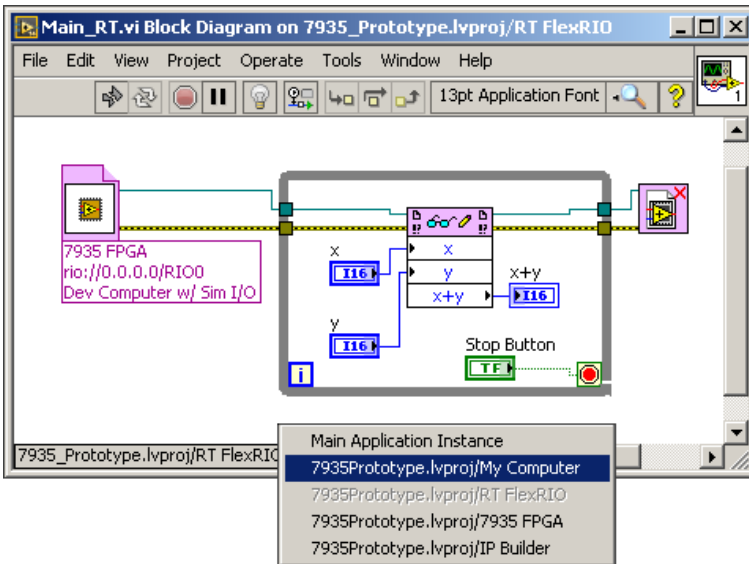 Main_RT.vi Block Diagram on 7935_Prototype.lvproj/RT FlexRIO
File Edit View Project Operate Tools Window Help
13pt Application Font
1
7935 FPGA
rio://0.0.0.0/RIO0
Dev Computer w/ Sim I/O
x
I16
y
I16
x
y
x+y
x+y
I16
Stop Button
TF
i
7935_Prototype.lvproj/RT FlexRIO
Main Application Instance
7935Prototype.lvproj/My Computer
7935Prototype.lvproj/RT FlexRIO
7935Prototype.lvproj/7935 FPGA
7935Prototype.lvproj/IP Builder